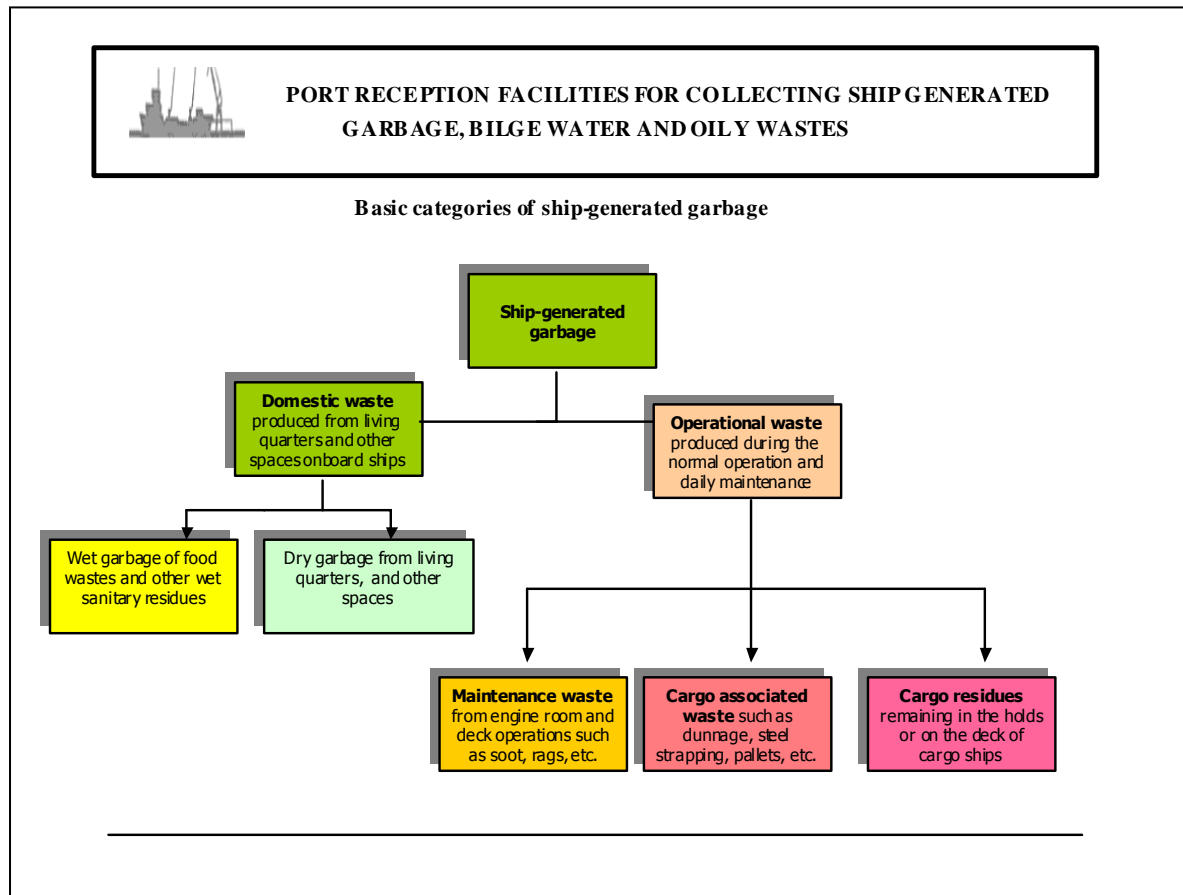 PORT RECEPTION FACILITIES FOR COLLECTING SHIP GENERATED
GARBAGE, BILGE WATER AND OILY WASTES
Basic categories of ship-generated garbage
Ship-generated
garbage
Domestic waste
produced from living
quarters and other
spaces onboard ships
Operational waste
produced during the
normal operation and
daily maintenance
Wet garbage of food
wastes and other wet
sanitary residues
Dry garbage from living
quarters, and other
spaces
Maintenance waste
from engine room and
deck operations such
as soot, rags, etc.
Cargo associated
waste such as
dunnage, steel
strapping, pallets, etc.
Cargo residues
remaining in the holds
or on the deck of
cargo ships